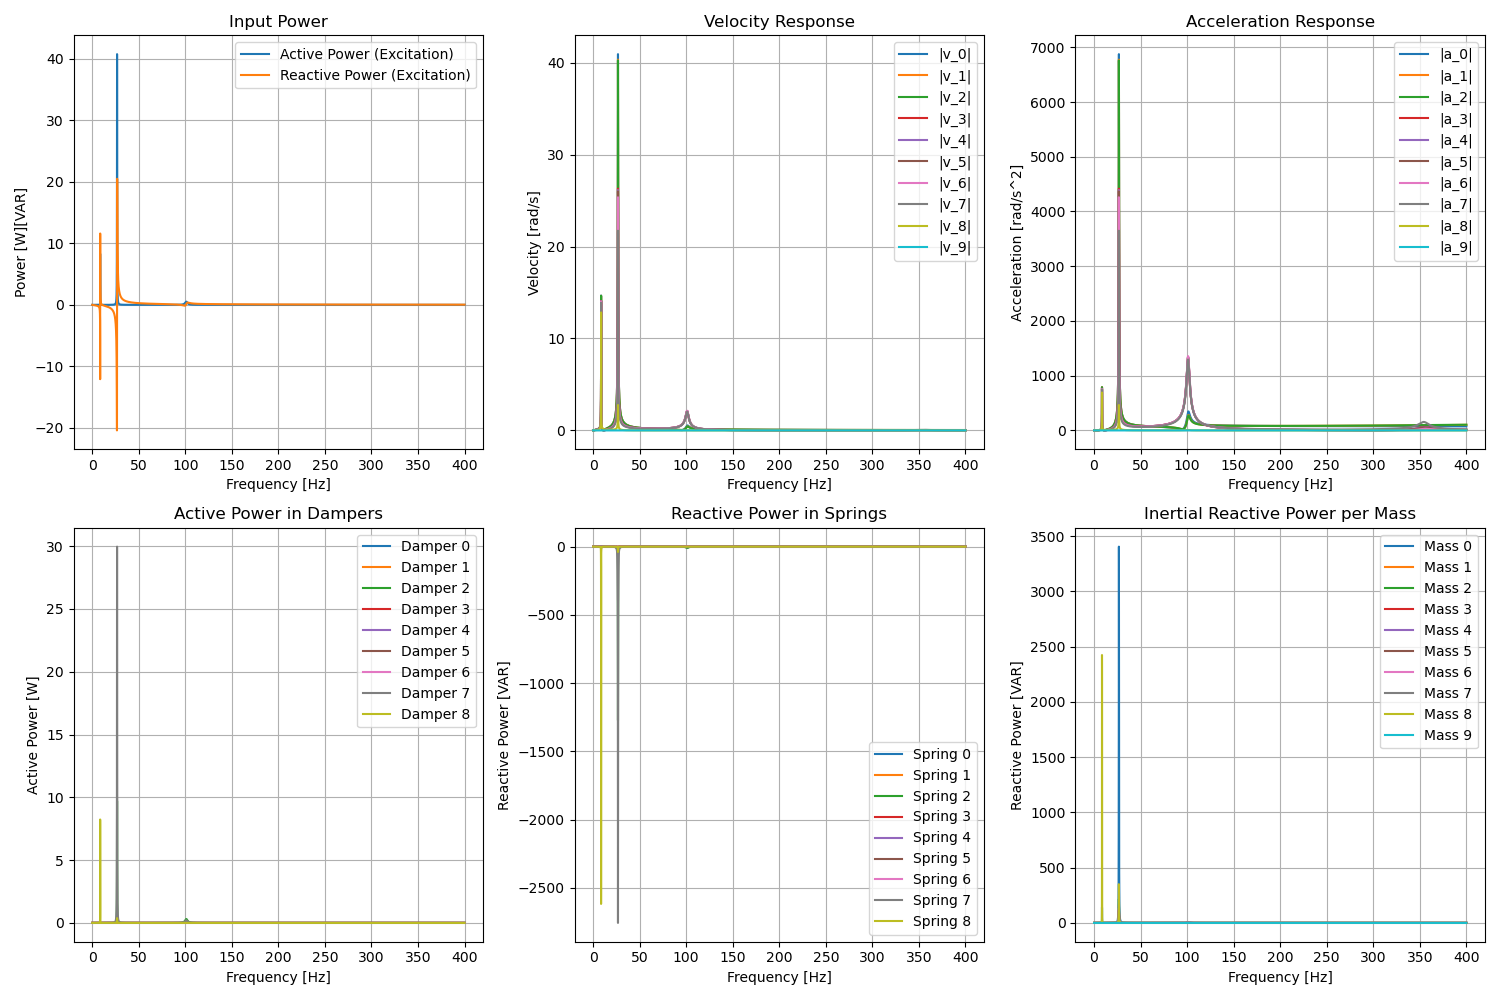 Input Power
Power [W][VAR]
40
30
20
10
0
−10
−20
Active Power (Excitation)
Reactive Power (Excitation)
0 50 100 150 200 250 300 350 400
Frequency [Hz]
Velocity Response
Velocity [rad/s]
40
30
20
10
0
|v_0|
|v_1|
|v_2|
|v_3|
|v_4|
|v_5|
|v_6|
|v_7|
|v_8|
|v_9|
0 50 100 150 200 250 300 350 400
Frequency [Hz]
Acceleration Response
Acceleration [rad/s^2]
7000
6000
5000
4000
3000
2000
1000
0
|a_0|
|a_1|
|a_2|
|a_3|
|a_4|
|a_5|
|a_6|
|a_7|
|a_8|
|a_9|
0 50 100 150 200 250 300 350 400
Frequency [Hz]
Active Power in Dampers
Active Power [W]
30
25
20
15
10
5
0
Damper 0
Damper 1
Damper 2
Damper 3
Damper 4
Damper 5
Damper 6
Damper 7
Damper 8
0 50 100 150 200 250 300 350 400
Frequency [Hz]
Reactive Power in Springs
Reactive Power [VAR]
0
−500
−1000
−1500
−2000
−2500
Spring 0
Spring 1
Spring 2
Spring 3
Spring 4
Spring 5
Spring 6
Spring 7
Spring 8
0 50 100 150 200 250 300 350 400
Frequency [Hz]
Inertial Reactive Power per Mass
Reactive Power [VAR]
3500
3000
2500
2000
1500
1000
500
0
Mass 0
Mass 1
Mass 2
Mass 3
Mass 4
Mass 5
Mass 6
Mass 7
Mass 8
Mass 9
0 50 100 150 200 250 300 350 400
Frequency [Hz]